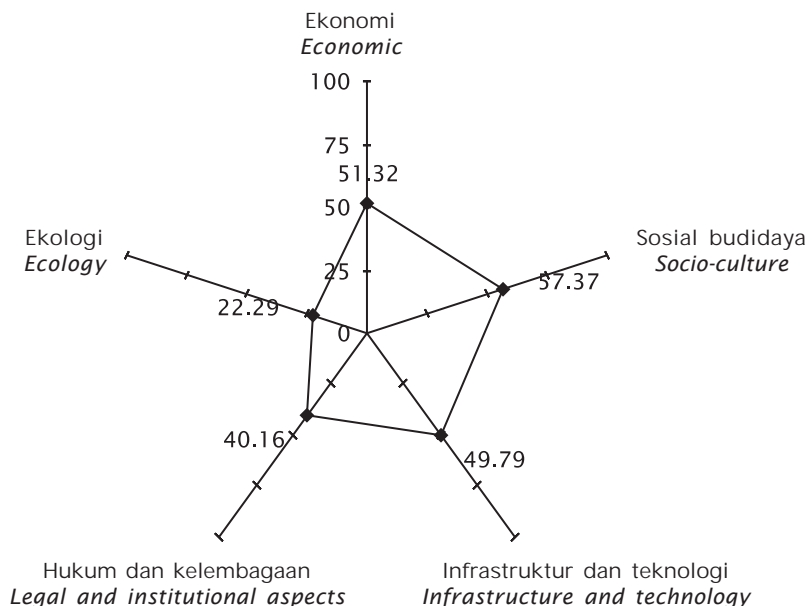 Ekonomi
Economic
100
75
51.32
50
25
0
Ekologi
Ecology
22.29
Sosial budidaya
Socio-culture
57.37
40.16
49.79
Hukum dan kelembagaan
Legal and institutional aspects
Infrastruktur dan teknologi
Infrastructure and technology